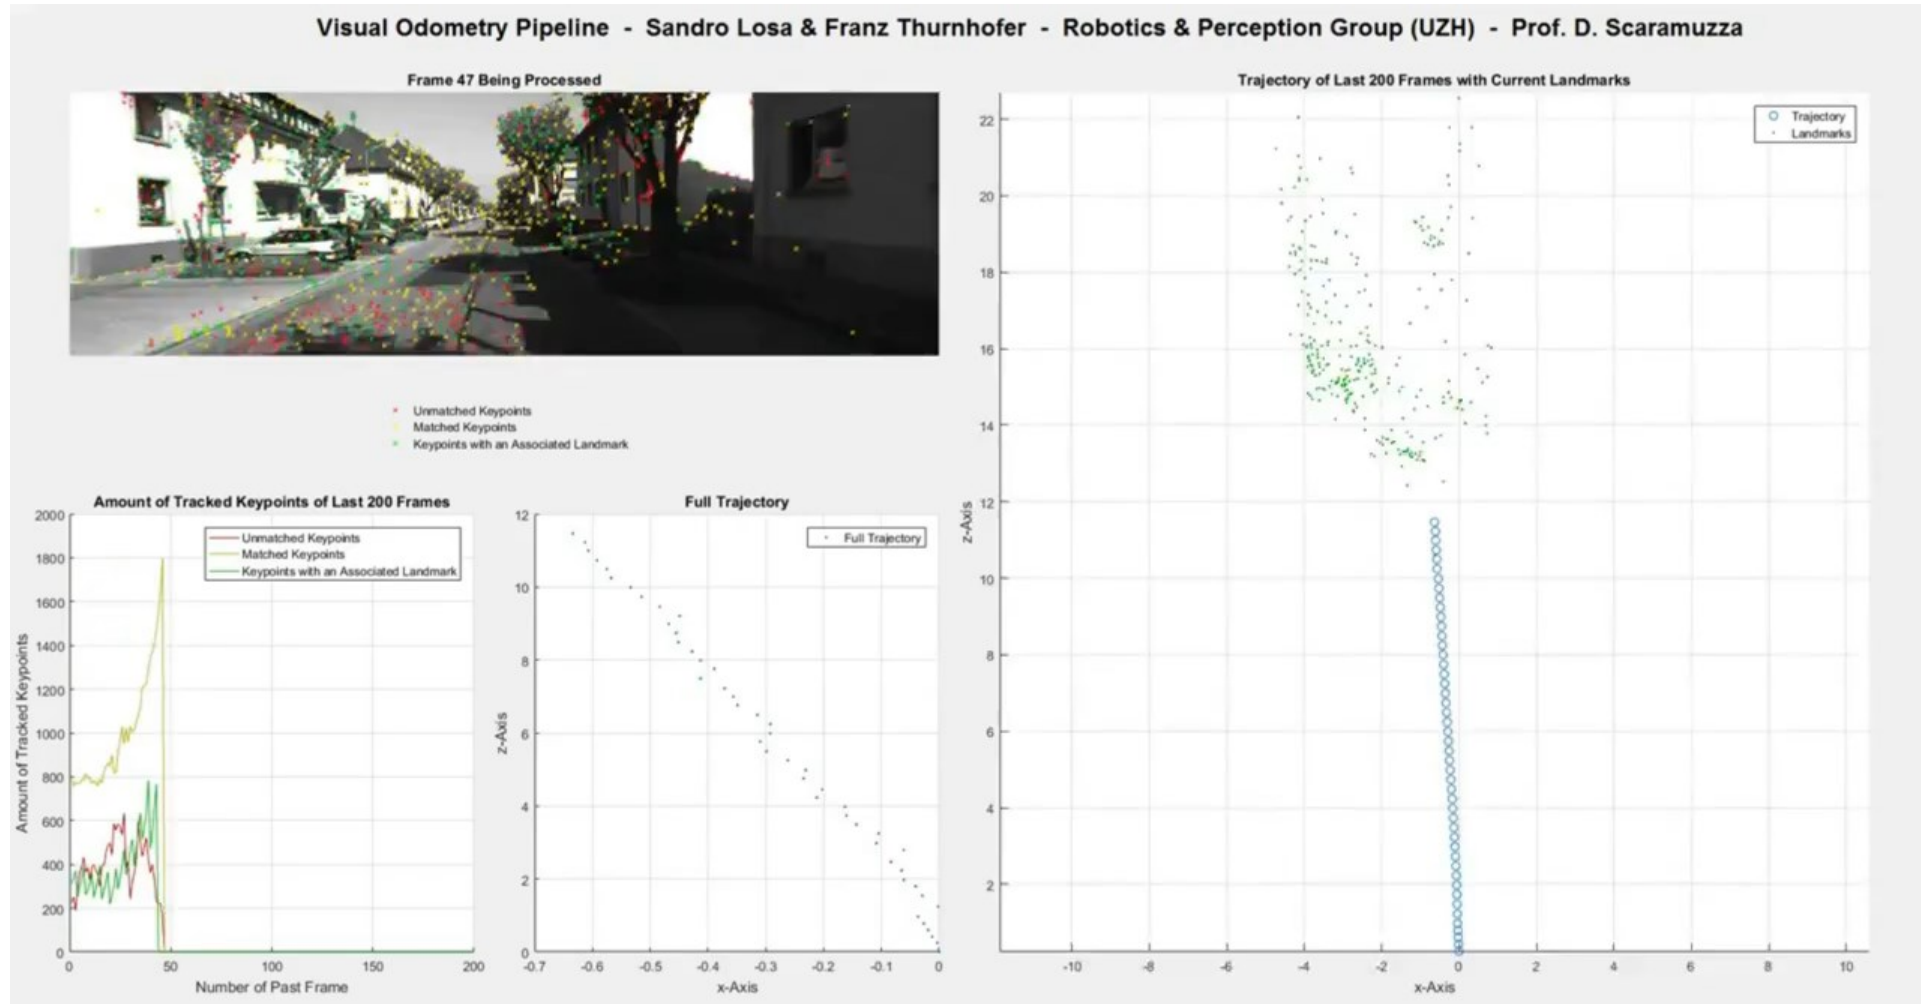 Visual Odometry Pipeline - Sandro Losa & Franz Thurnhofer - Robotics & Perception Group (UZH) - Prof. D. Scaramuzza
Frame 47 Being Processed
Unmatched Keypoints
Matched Keypoints
Keypoints with an Associated Landmark
Amount of Tracked Keypoints of Last 200 Frames
2000
1800
1600
1400
1200
1000
800
600
400
200
0
Amount of Tracked Keypoints
Unmatched Keypoints
Matched Keypoints
Keypoints with an Associated Landmark
0 50 100 150 200
Number of Past Frame
Full Trajectory
12
10
8
6
4
2
0
z-Axis
Full Trajectory
-0.7 -0.6 -0.5 -0.4 -0.3 -0.2 -0.1 0
x-Axis
Trajectory of Last 200 Frames with Current Landmarks
Trajectory
Landmarks
22
20
18
16
14
12
10
8
6
4
2
z-Axis
-10 -8 -6 -4 -2 0 2 4 6 8 10
x-Axis